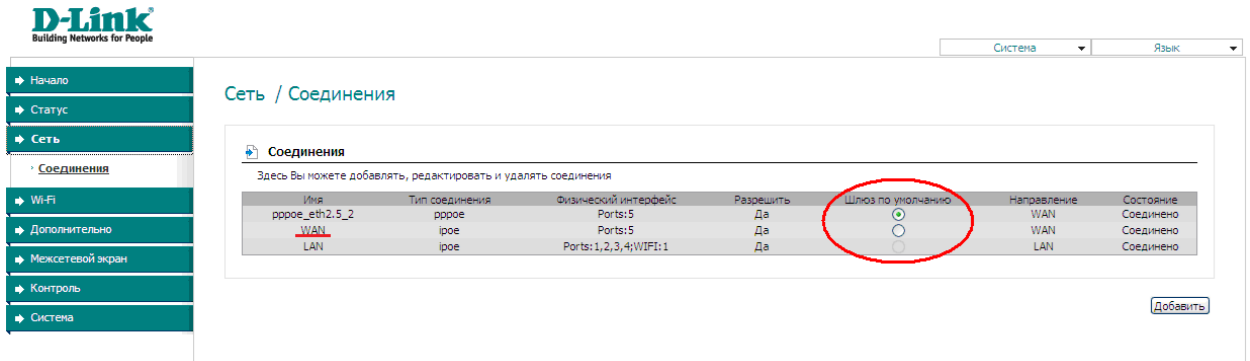 D-Link
Building Networks for People
Система Язык
Начало
Статус
Сеть
Соединения
Wi-Fi
Дополнительно
Межсетевой экран
Контроль
Система
Сеть / Соединения
Соединения
Здесь Вы можете добавлять, редактировать и удалять соединения
Имя Тип соединения Физический интерфейс Разрешить Шлюз по умолчанию Направление Состояние
pppoe_eth2.5_2 pppoe Ports:5 Да WAN Соединено
WAN ipoe Ports:5 Да WAN Соединено
LAN ipoe Ports:1,2,3,4;WIFI:1 Да LAN Соединено
Добавить